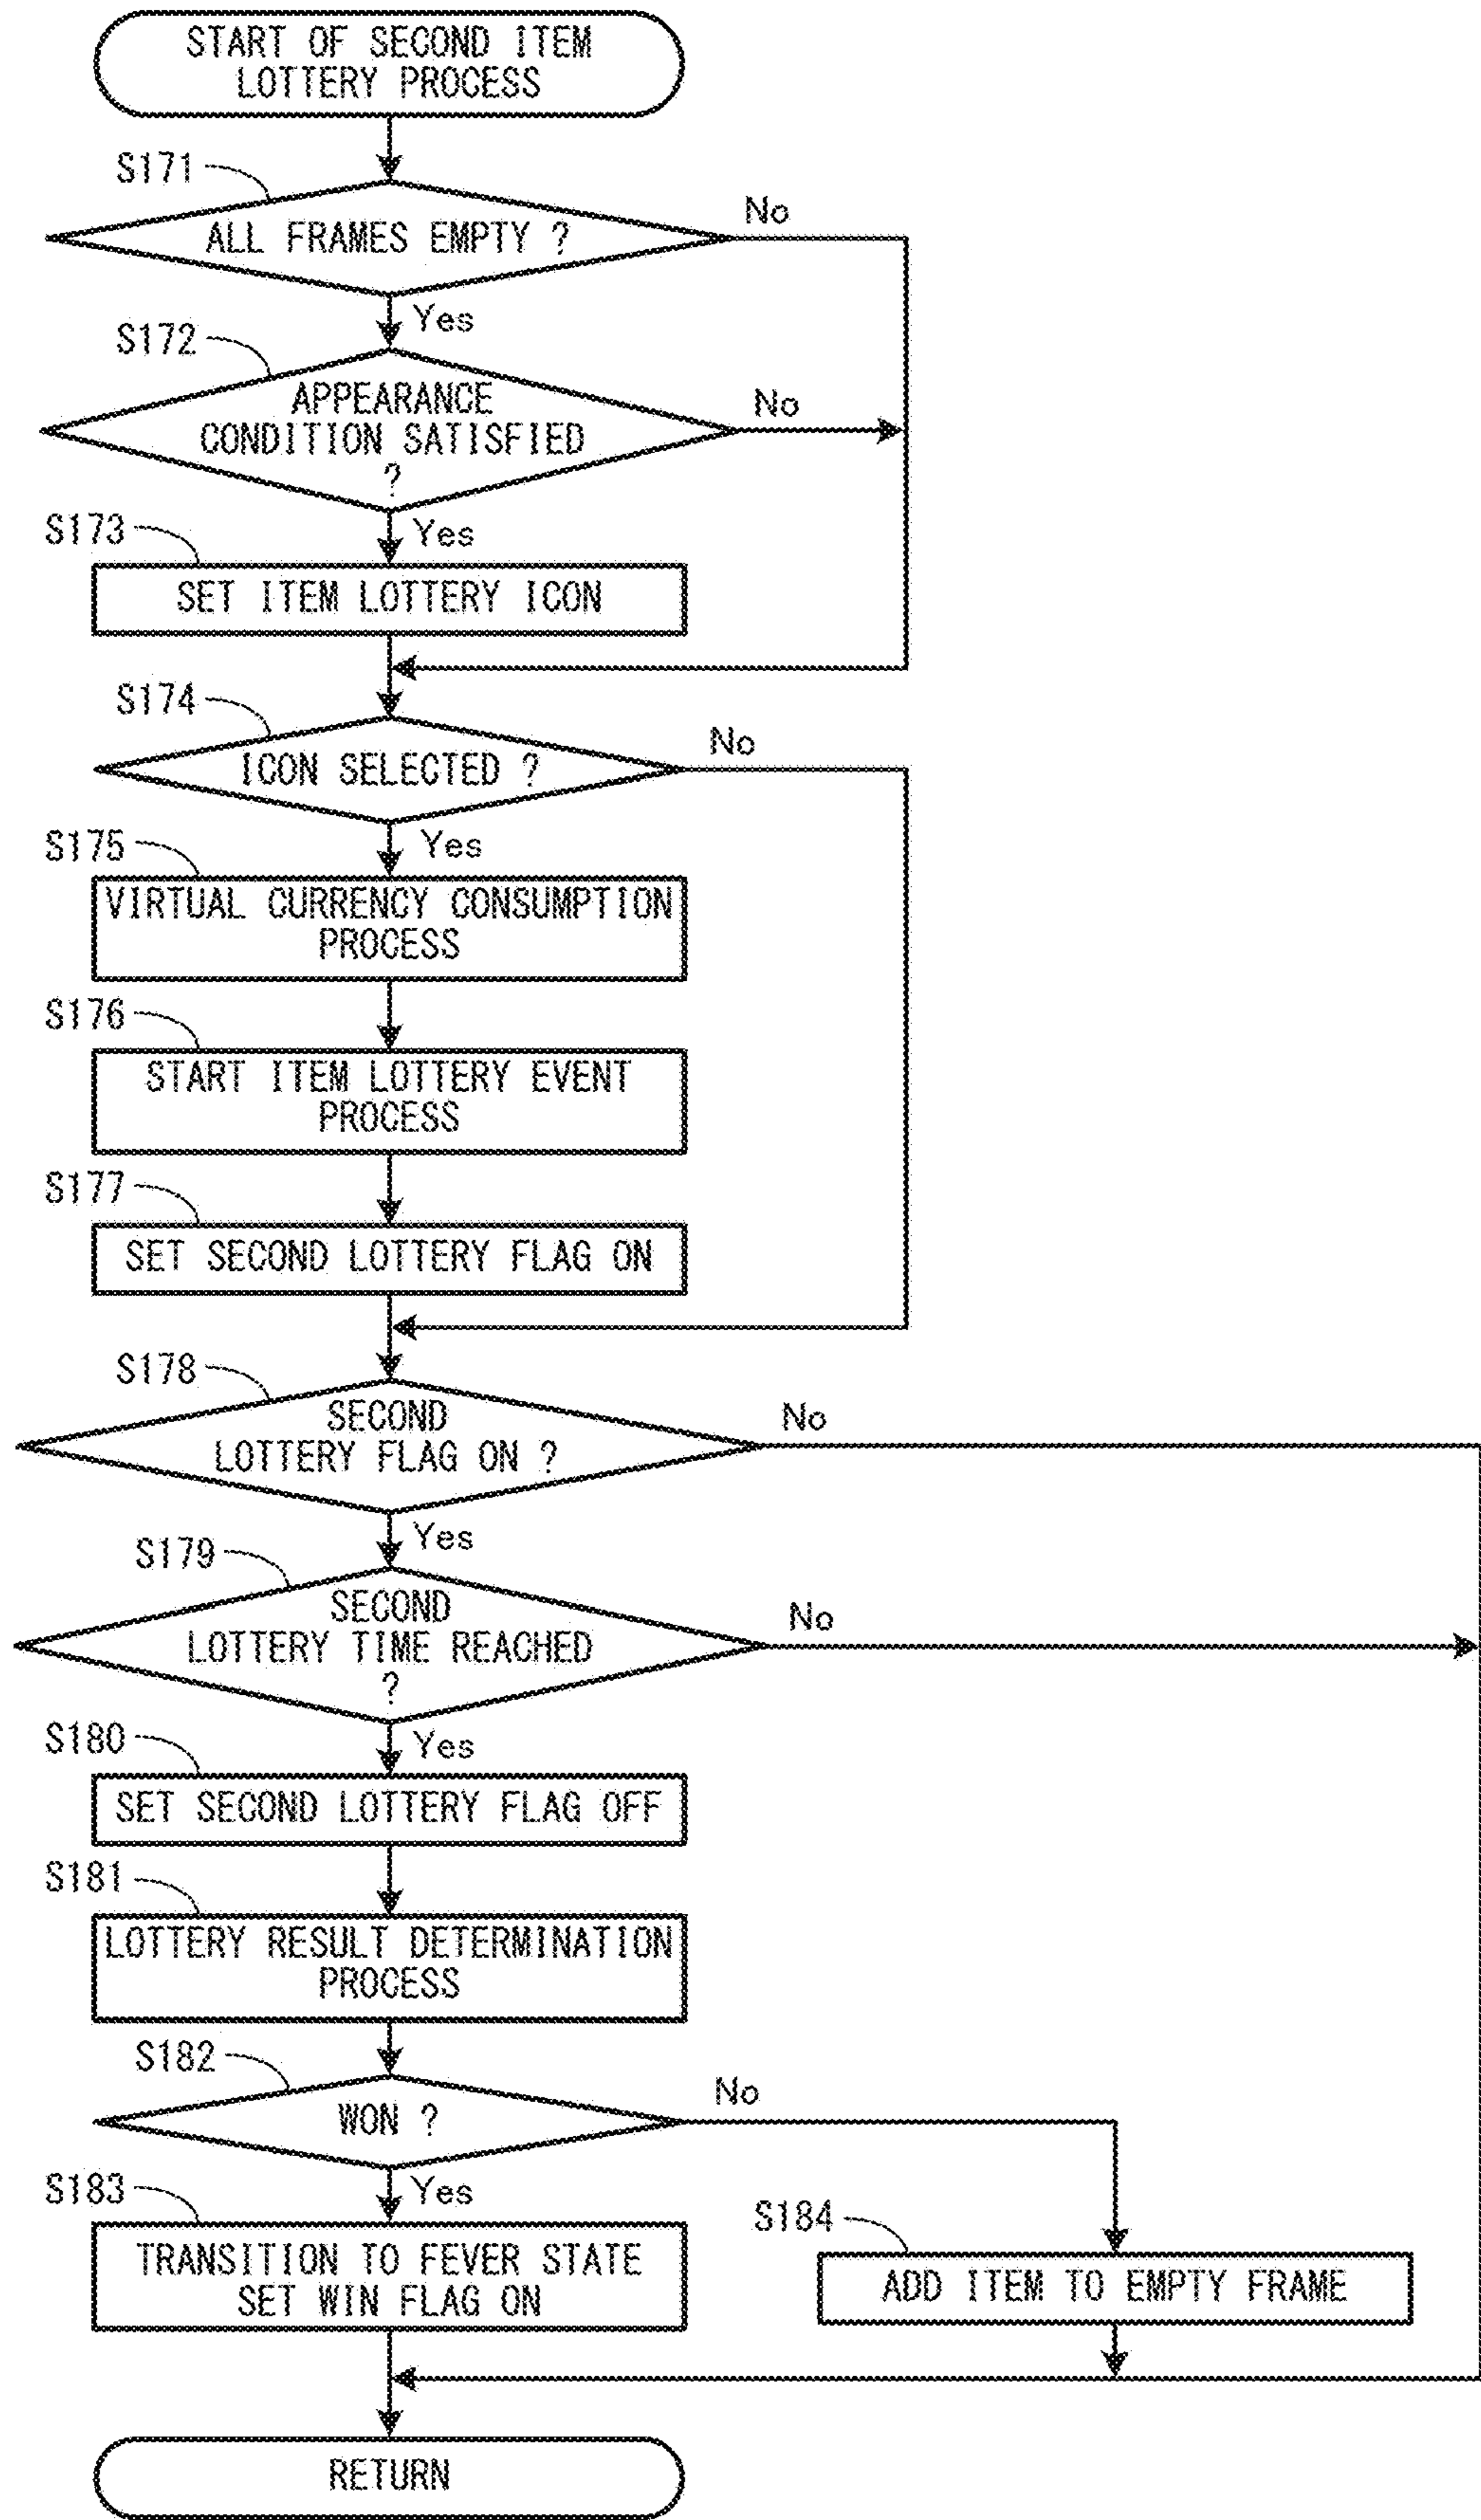 START OF SECOND ITEM
LOTTERY PROCESS
S171
ALL FRAMES EMPTY ?
No
Yes
S172
APPEARANCE
CONDITION SATISFIED
?
No
Yes
S173
SET ITEM LOTTERY ICON
S174
ICON SELECTED ?
No
Yes
S175
VIRTUAL CURRENCY CONSUMPTION
PROCESS
S176
START ITEM LOTTERY EVENT
PROCESS
S177
SET SECOND LOTTERY FLAG ON
S178
SECOND
LOTTERY FLAG ON ?
No
Yes
S179
SECOND
LOTTERY TIME REACHED
?
No
Yes
S180
SET SECOND LOTTERY FLAG OFF
S181
LOTTERY RESULT DETERMINATION
PROCESS
S182
WON ?
No
Yes
S183
TRANSITION TO FEVER STATE
SET WIN FLAG ON
S184
ADD ITEM TO EMPTY FRAME
RETURN